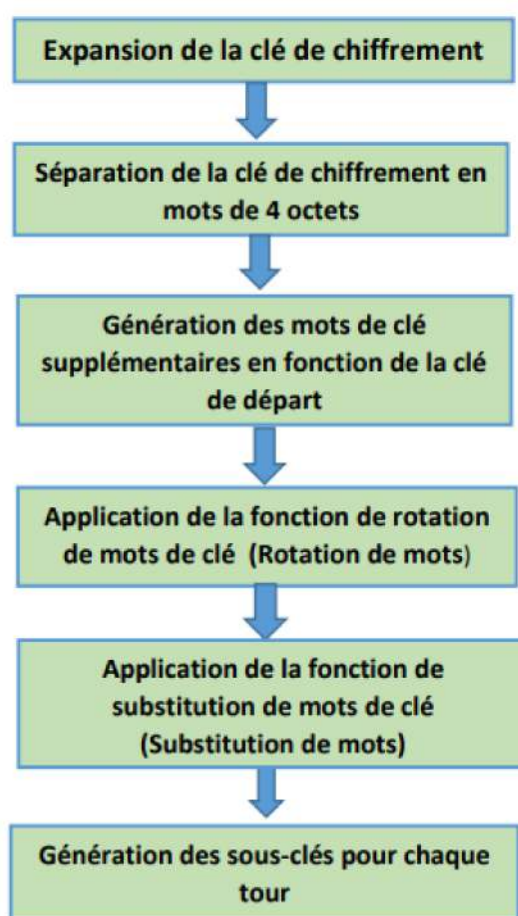 Expansion de la clé de chiffrement
Séparation de la clé de chiffrement en
mots de 4 octets
Génération des mots de clé
supplémentaires en fonction de la clé
de départ
Application de la fonction de rotation
de mots de clé (Rotation de mots)
Application de la fonction de
substitution de mots de clé
(Substitution de mots)
Génération des sous-clés pour chaque
tour